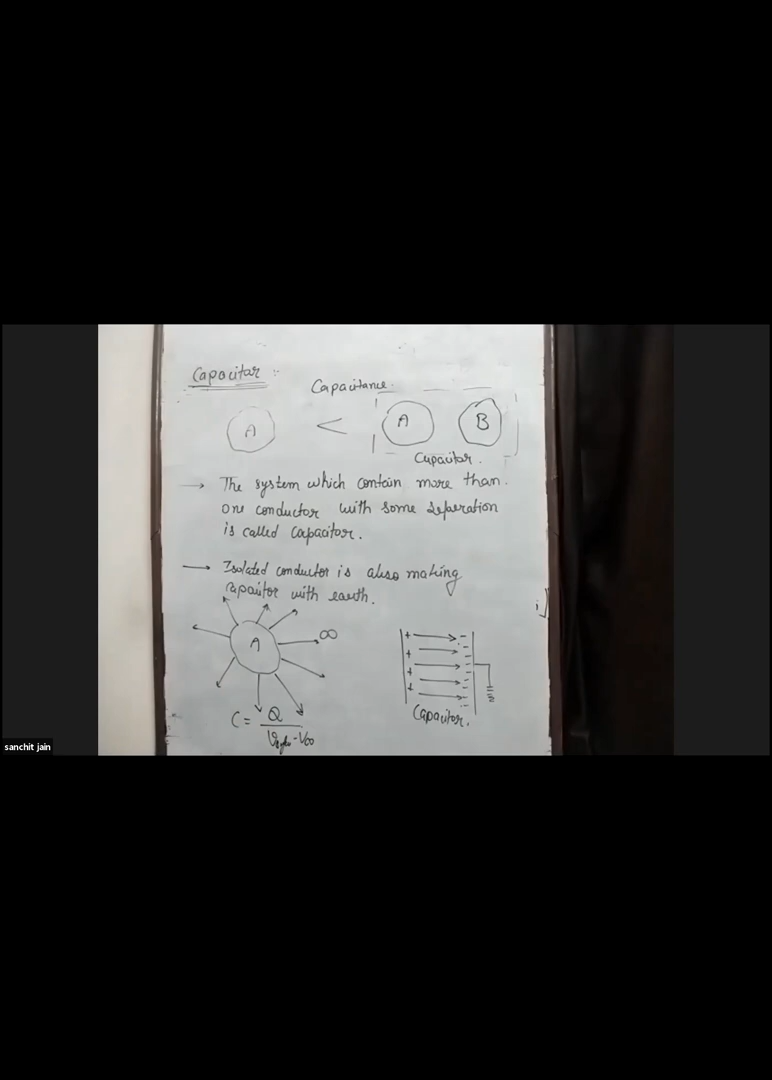 Capacitor :-
Capacitance.
A < A B
Capacitor.
→ The system which contain more than.
one conductor with some seperation
is called capacitor.
→ Isolated conductor is also making
capacitor with earth.
A
∞
+ -
+ -
+ -
+ -
Capacitor.
C = Q
-V∞
sanchit jain